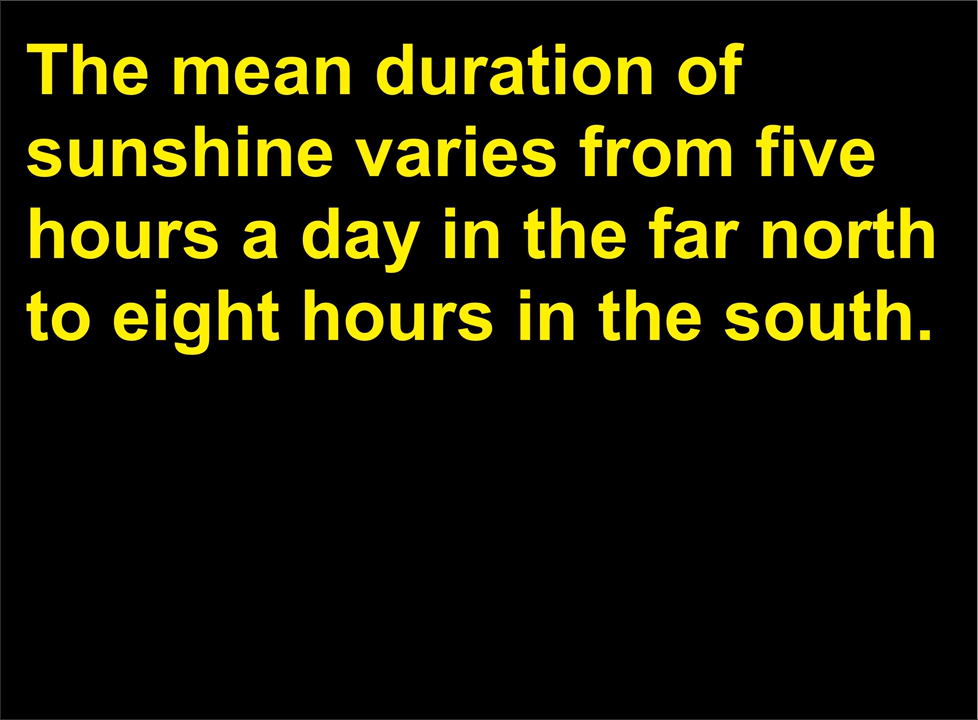 The mean duration of
sunshine varies from five
hours a day in the far north
to eight hours in the south.